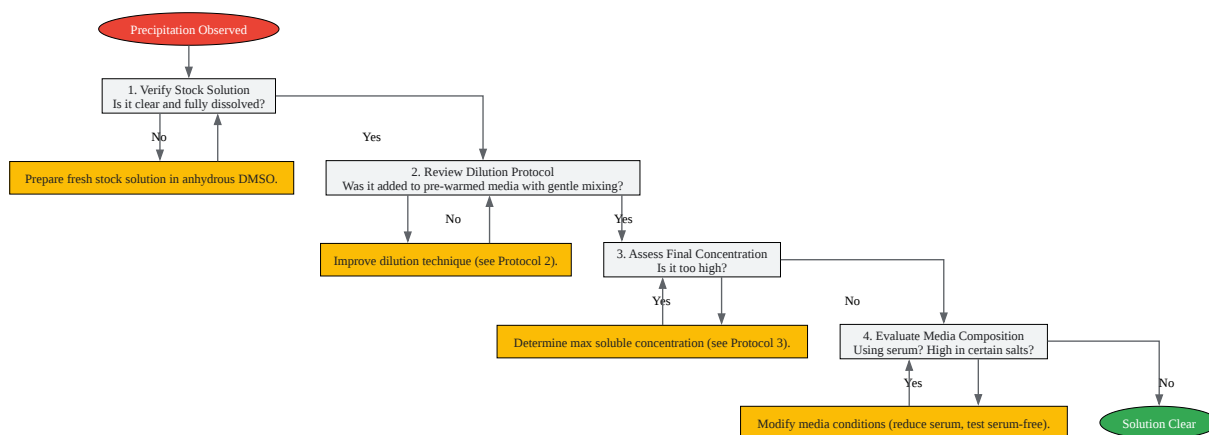 Precipitation Observed
1. Verify Stock Solution
Is it clear and fully dissolved?
No
Yes
Prepare fresh stock solution in anhydrous DMSO.
2. Review Dilution Protocol
Was it added to pre-warmed media with gentle mixing?
No
Yes
Improve dilution technique (see Protocol 2).
3. Assess Final Concentration
Is it too high?
Yes
No
Determine max soluble concentration (see Protocol 3).
4. Evaluate Media Composition
Using serum? High in certain salts?
Yes
No
Modify media conditions (reduce serum, test serum-free).
Solution Clear